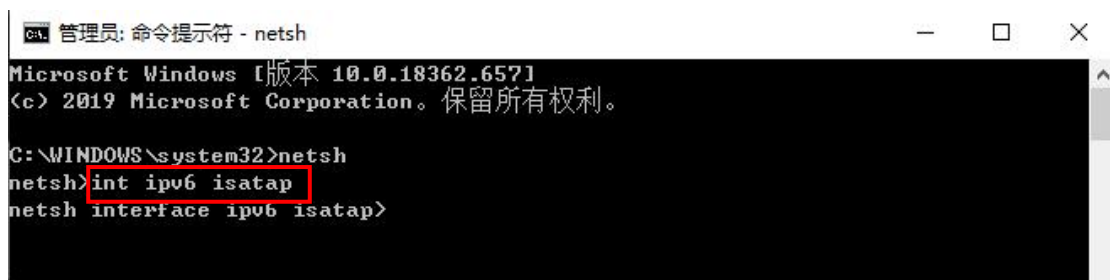 管理员: 命令提示符 - netsh
Microsoft Windows [版本 10.0.18362.657]
(c) 2019 Microsoft Corporation。保留所有权利。
C:\WINDOWS\system32>netsh
netsh>int ipv6 isatap
netsh interface ipv6 isatap>